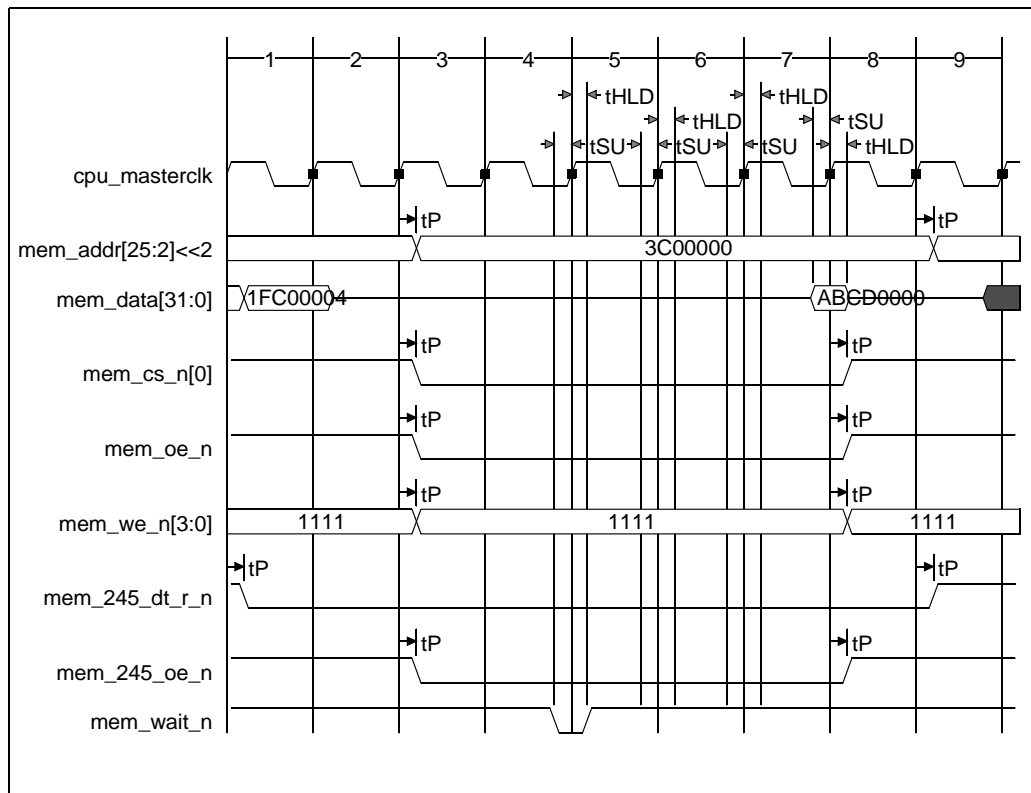 1 2 3 4 5 6 7 8 9
tHLD tHLD
tHLD tSU
tSU tSU tSU tHLD
cpu_masterclk
tP tP
mem_addr[25:2]<<2 3C00000
mem_data[31:0] 1FC00004 ABCD0000
tP tP
mem_cs_n[0]
tP tP
mem_oe_n
tP tP
mem_we_n[3:0] 1111 1111 1111
tP tP
mem_245_dt_r_n
tP tP
mem_245_oe_n
mem_wait_n